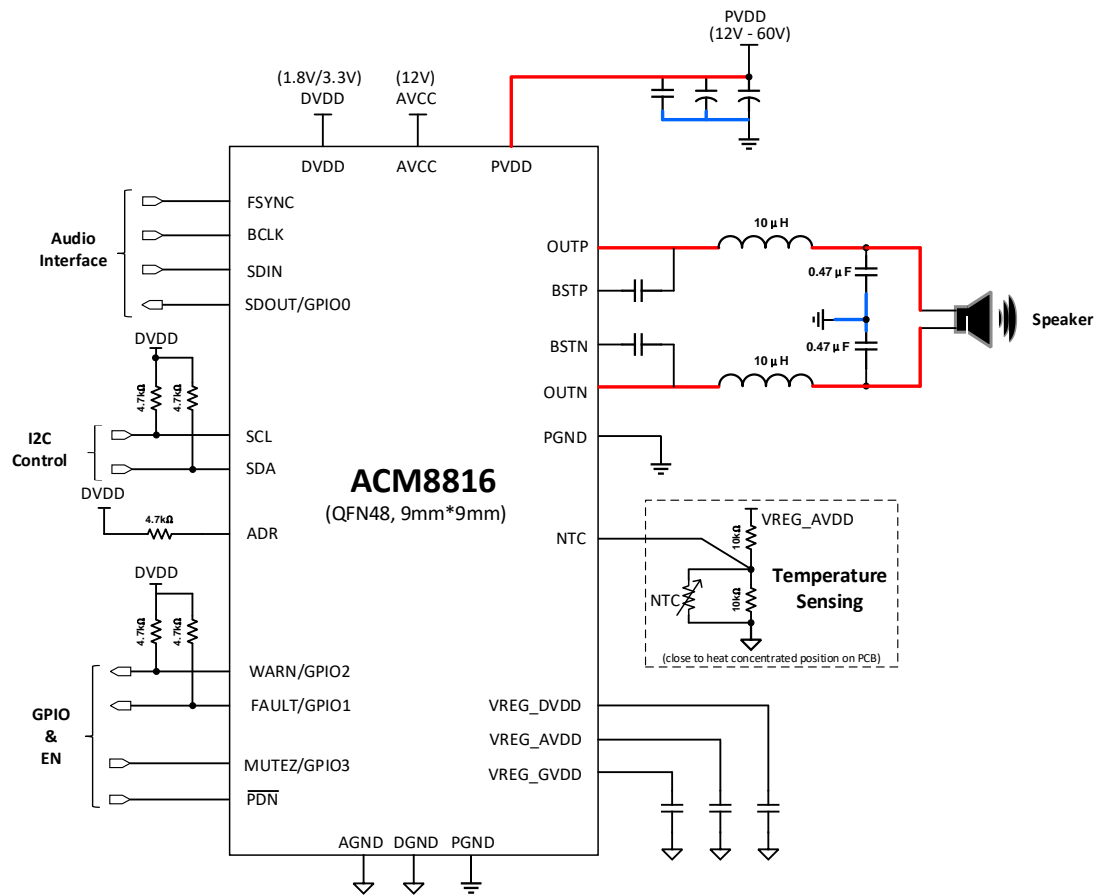 PVDD
(12V - 60V)
(1.8V/3.3V)
DVDD
(12V)
AVCC
DVDD
AVCC
PVDD
Audio
Interface
FSYNC
BCLK
SDIN
SDOUT/GPIO0
OUTP
BSTP
BSTN
OUTN
PGND
10 µH
0.47 µF
0.47 µF
10 µH
Speaker
DVDD
4.7kΩ
4.7kΩ
I2C
Control
SCL
SDA
DVDD
4.7kΩ
ADR
ACM8816
(QFN48, 9mm*9mm)
NTC
VREG_AVDD
10kΩ
NTC
10kΩ
Temperature
Sensing
(close to heat concentrated position on PCB)
DVDD
4.7kΩ
4.7kΩ
GPIO
&
EN
WARN/GPIO2
FAULT/GPIO1
MUTEZ/GPIO3
PDN
VREG_DVDD
VREG_AVDD
VREG_GVDD
AGND
DGND
PGND